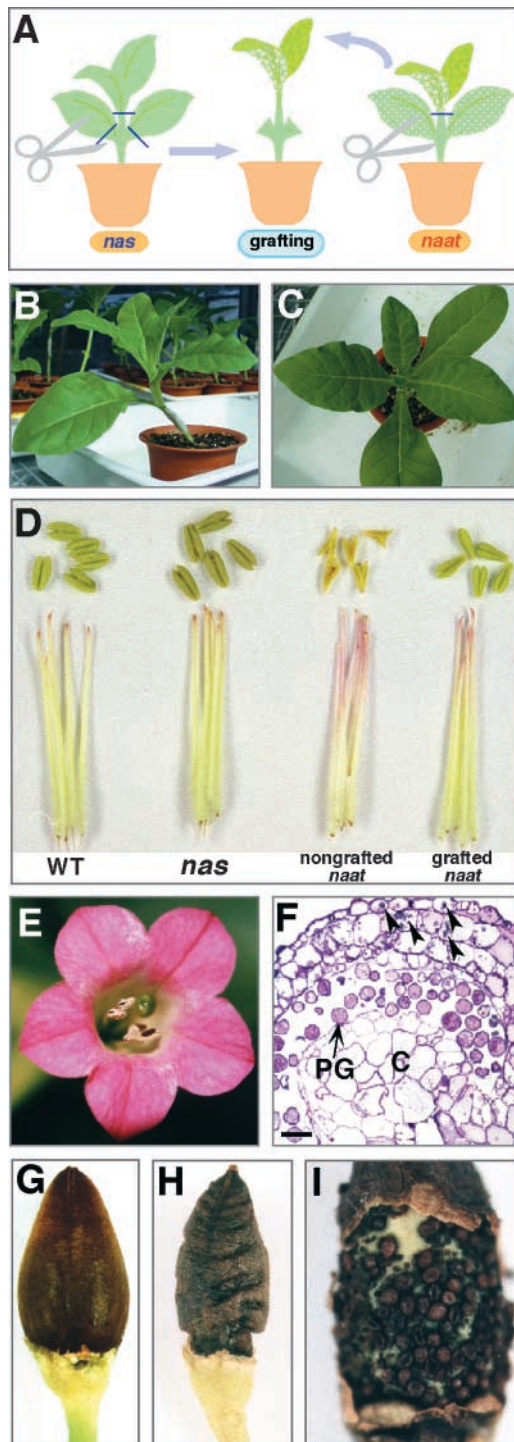 A
nas
grafting
naat
B
C
D
WT
nas
nongrafted
naat
grafted
naat
E
F
PG
C
G
H
I